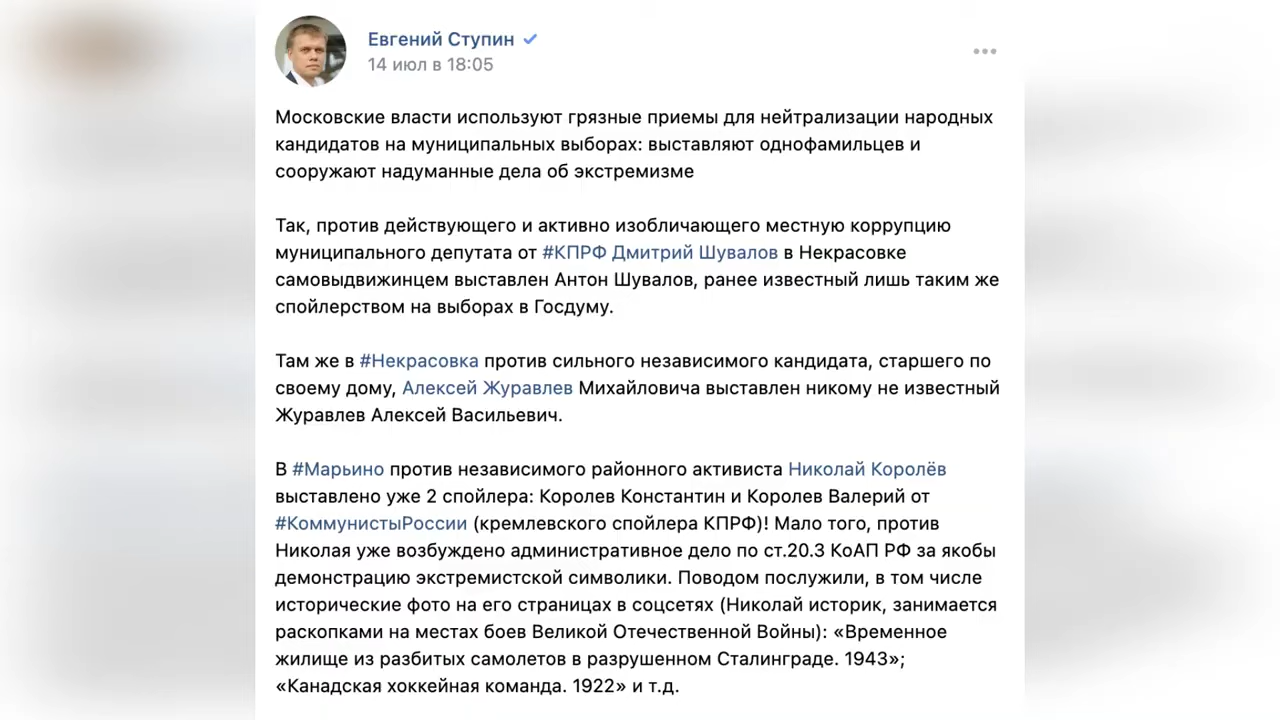 Евгений Ступин
14 июл в 18:05
Московские власти используют грязные приемы для нейтрализации народных
кандидатов на муниципальных выборах: выставляют однофамильцев и
сооружают надуманные дела об экстремизме
Так, против действующего и активно изобличающего местную коррупцию
муниципального депутата от #КПРФ Дмитрий Шувалов в Некрасовке
самовыдвижинцем выставлен Антон Шувалов, ранее известный лишь таким же
спойлерством на выборах в Госдуму.
Там же в #Некрасовка против сильного независимого кандидата, старшего по
своему дому, Алексей Журавлев Михайловича выставлен никому не известный
Журавлев Алексей Васильевич.
В #Марьино против независимого районного активиста Николай Королёв
выставлено уже 2 спойлера: Королев Константин и Королев Валерий от
#КоммунистыРоссии (кремлевского спойлера КПРФ)! Мало того, против
Николая уже возбуждено административное дело по ст.20.3 КоАП РФ за якобы
демонстрацию экстремистской символики. Поводом послужили, в том числе
исторические фото на его страницах в соцсетях (Николай историк, занимается
раскопками на местах боев Великой Отечественной Войны): «Временное
жилище из разбитых самолетов в разрушенном Сталинграде. 1943»;
«Канадская хоккейная команда. 1922» и т.д.